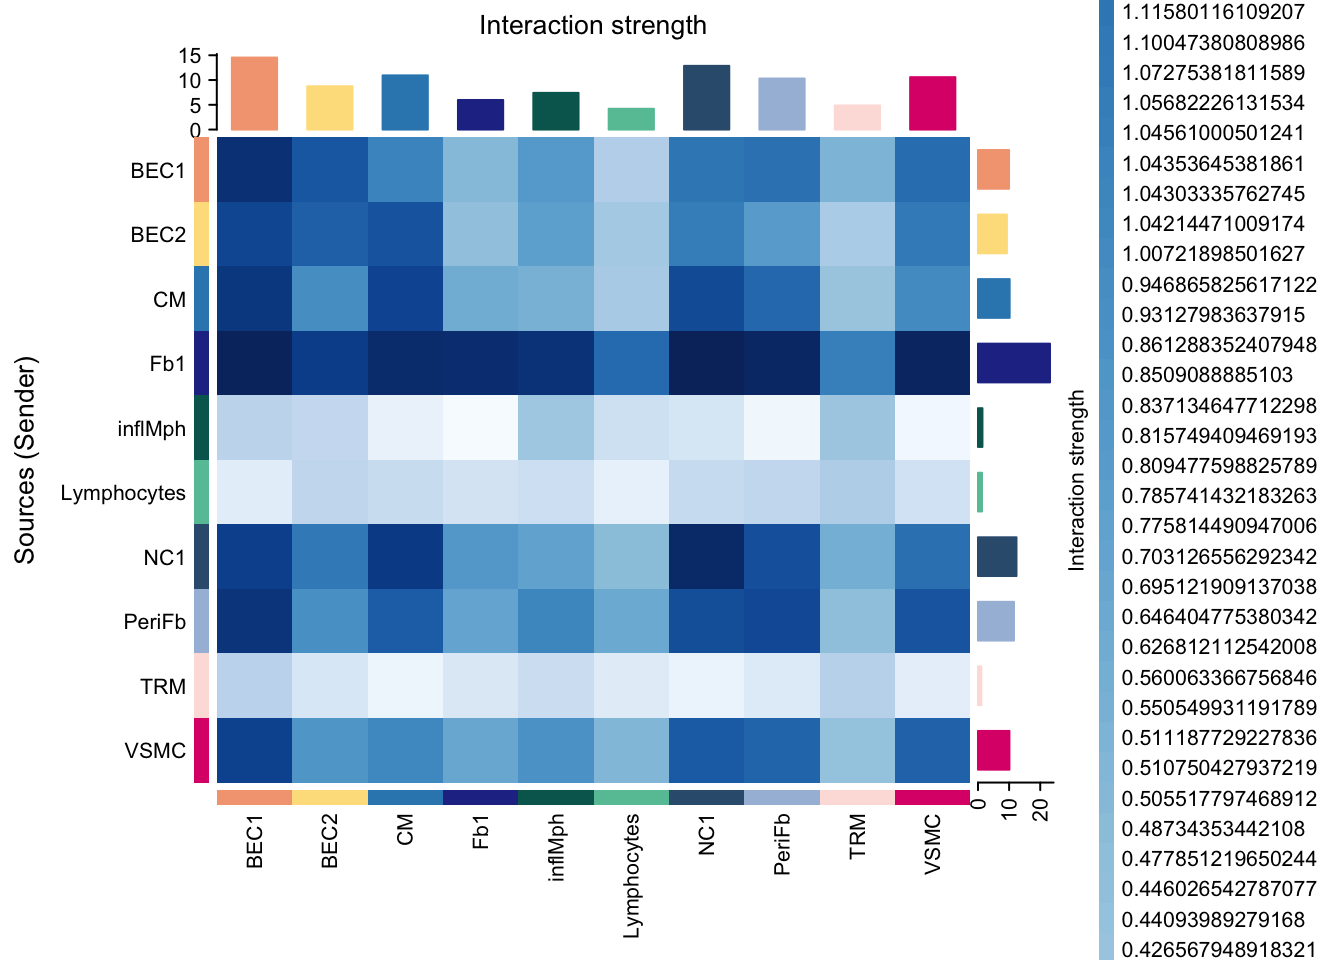 Interaction strength
15
10
5
0
BEC1
BEC2
CM
Fb1
inflMph
Lymphocytes
NC1
PeriFb
TRM
VSMC
Sources (Sender)
BEC1
BEC2
CM
Fb1
inflMph
Lymphocytes
NC1
PeriFb
TRM
VSMC
0
10
20
Interaction strength
1.11580116109207
1.10047380808986
1.07275381811589
1.05682226131534
1.04561000501241
1.04353645381861
1.04303335762745
1.04214471009174
1.007721898501627
0.946865825617122
0.93127983637915
0.861288352407948
0.8509088885103
0.837134647712298
0.815749409469193
0.809477598825789
0.785741432183263
0.775814490947006
0.703126556292342
0.695121909137038
0.646404775380342
0.626812112542008
0.560063366756846
0.550549931191789
0.511187729227836
0.510750427937219
0.505517797468912
0.48734353442108
0.477851219650244
0.446026542787077
0.44093989279168
0.426567948918321